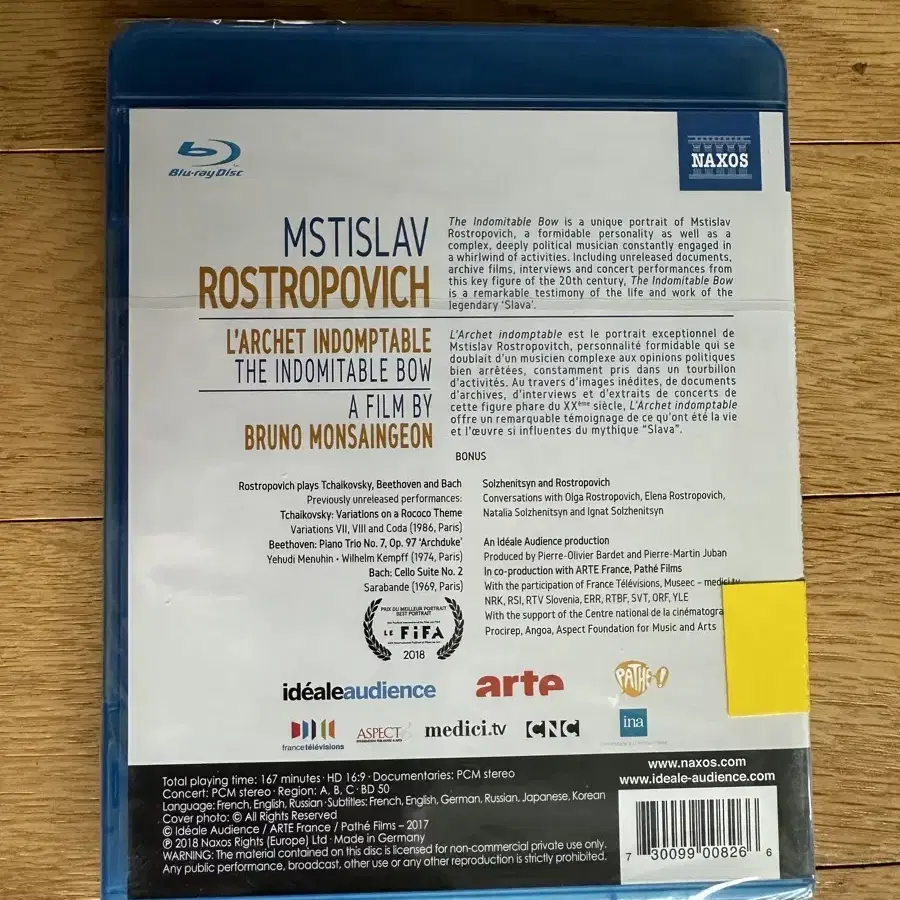 Blu-ray Disc
NAXOS
MSTISLAV
ROSTROPOVICH
L'ARCHET INDOMPTABLE
THE INDOMITABLE BOW
A FILM BY
BRUNO MONSAINGEON
The Indomitable Bow is a unique portrait of Mstislav
Rostropovich, a formidable personality as well as a
complex, deeply political musician constantly engaged in
a whirlwind of activities. Including unreleased documents,
archive films, interviews and concert performances from
this key figure of the 20th century, The Indomitable Bow
is a remarkable testimony of the life and work of the
legendary 'Slava'.
L'Archet indomptable est le portrait exceptionnel de
Mstislav Rostropovitch, personnalité formidable qui se
doublait d'un musicien complexe aux opinions politiques
bien arrêtées, constamment pris dans un tourbillon
d'activités. Au travers d'images inédites, de documents
d'archives, d'interviews et d'extraits de concerts de
cette figure phare du XXème siècle, L'Archet indomptable
offre un remarquable témoignage de ce qu'ont été la vie
et l'œuvre si influentes du mythique "Slava".
BONUS
Rostropovich plays Tchaikovsky, Beethoven and Bach
Previously unreleased performances:
Tchaikovsky: Variations on a Rococo Theme
Variations VII, VIII and Coda (1986, Paris)
Beethoven: Piano Trio No. 7, Op. 97 'Archduke'
Yehudi Menuhin • Wilhelm Kempff (1974, Paris)
Bach: Cello Suite No. 2
Sarabande (1969, Paris)
Solzhenitsyn and Rostropovich
Conversations with Olga Rostropovich, Elena Rostropovich,
Natalia Solzhenitsyn and Ignat Solzhenitsyn
An Idéale Audience production
Produced by Pierre-Olivier Bardet and Pierre-Martin Juban
In co-production with ARTE France, Pathé Films
With the participation of France Télévisions, Museec – medici.tv
NRK, RSI, RTV Slovenia, ERR, RTBF, SVT, ORF, YLE
With the support of the Centre national de la
Procirep, Angoa, Aspect Foundation for Music and Arts
PRIX DU MEILLEUR PORTRAIT
BEST PORTRAIT
LE FIFA
2018
idéaleaudience
arte
PATHÉ!
francetélévisions
ASPECT
medici.tv
CNC
ina
Total playing time: 167 minutes · HD 16:9 · Documentaries: PCM stereo
Concert: PCM stereo · Region: A, B, C · BD 50
Language: French, English, Russian · Subtitles: French, English, German, Russian, Japanese, Korean
Cover photo: © All Rights Reserved
© Idéale Audience / ARTE France / Pathé Films – 2017
℗ 2018 Naxos Rights (Europe) Ltd · Made in Germany
WARNING: The material contained on this disc is licensed for non-commercial private use only.
Any public performance, broadcast, other use or any other reproduction is strictly prohibited.
www.naxos.com
www.ideale-audience.com
7 30099 00826 6